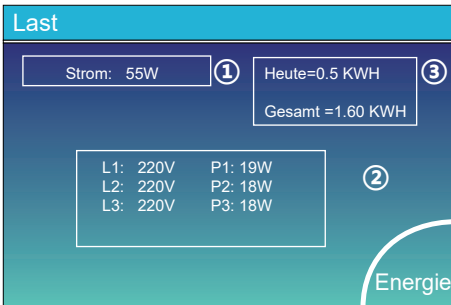 Last
Strom: 55W ①
Heute=0.5 KWH ③
Gesamt =1.60 KWH
L1: 220V P1: 19W
L2: 220V P2: 18W
L3: 220V P3: 18W
②
Energie